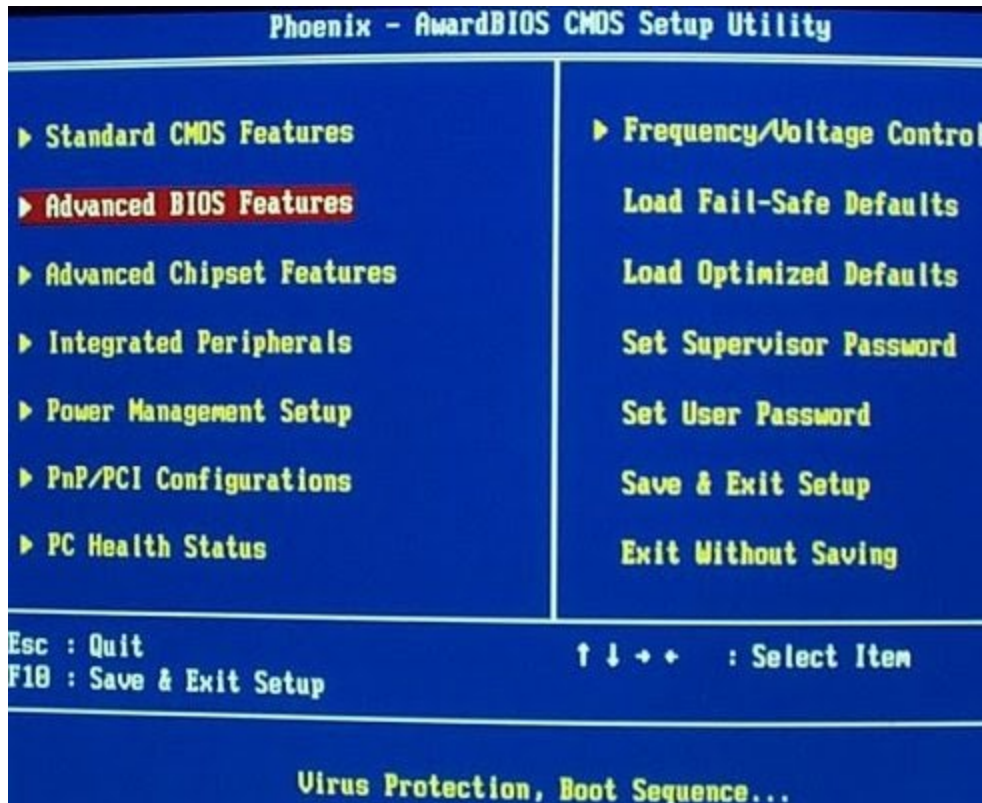 Phoenix - AwardBIOS CMOS Setup Utility
Standard CMOS Features
Advanced BIOS Features
Advanced Chipset Features
Integrated Peripherals
Power Management Setup
PnP/PCI Configurations
PC Health Status
Frequency/Voltage Control
Load Fail-Safe Defaults
Load Optimized Defaults
Set Supervisor Password
Set User Password
Save & Exit Setup
Exit Without Saving
Esc : Quit
F10 : Save & Exit Setup
↑ ↓ → ← : Select Item
Virus Protection, Boot Sequence...